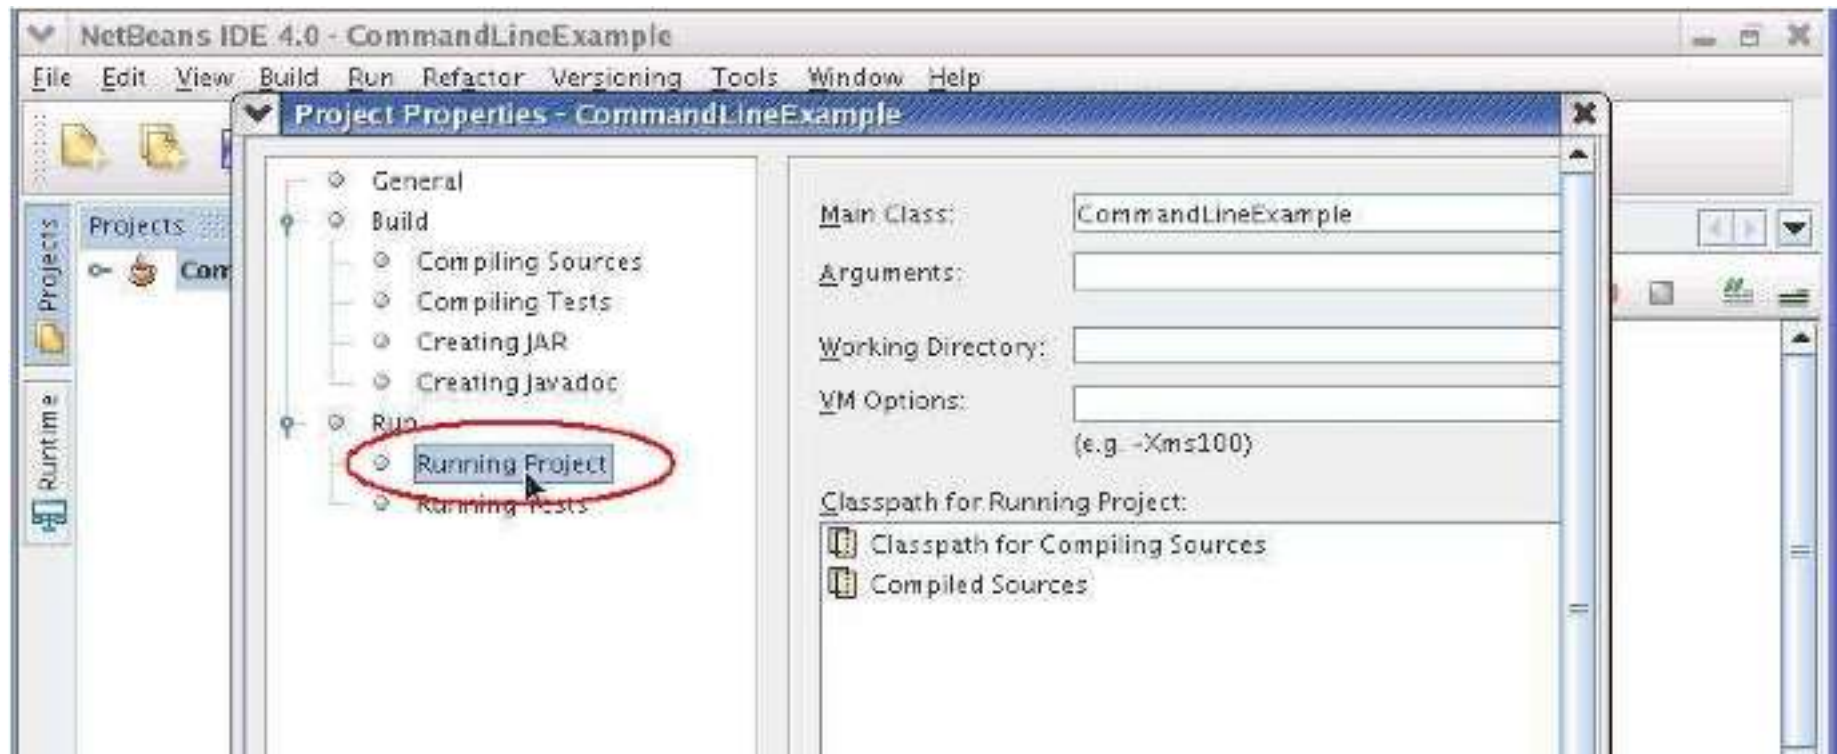 NetBeans IDE 4.0 - CommandLineExample
File Edit View Build Run Refactor Versioning Tools Window Help
Project Properties - CommandLineExample
Projects
Runtime
Projects
Com
General
Build
Compiling Sources
Compiling Tests
Creating JAR
Creating Javadoc
Run
Running Project
Running Tests
Main Class: CommandLineExample
Arguments:
Working Directory:
VM Options:
(e.g. -Xms100)
Classpath for Running Project:
Classpath for Compiling Sources
Compiled Sources